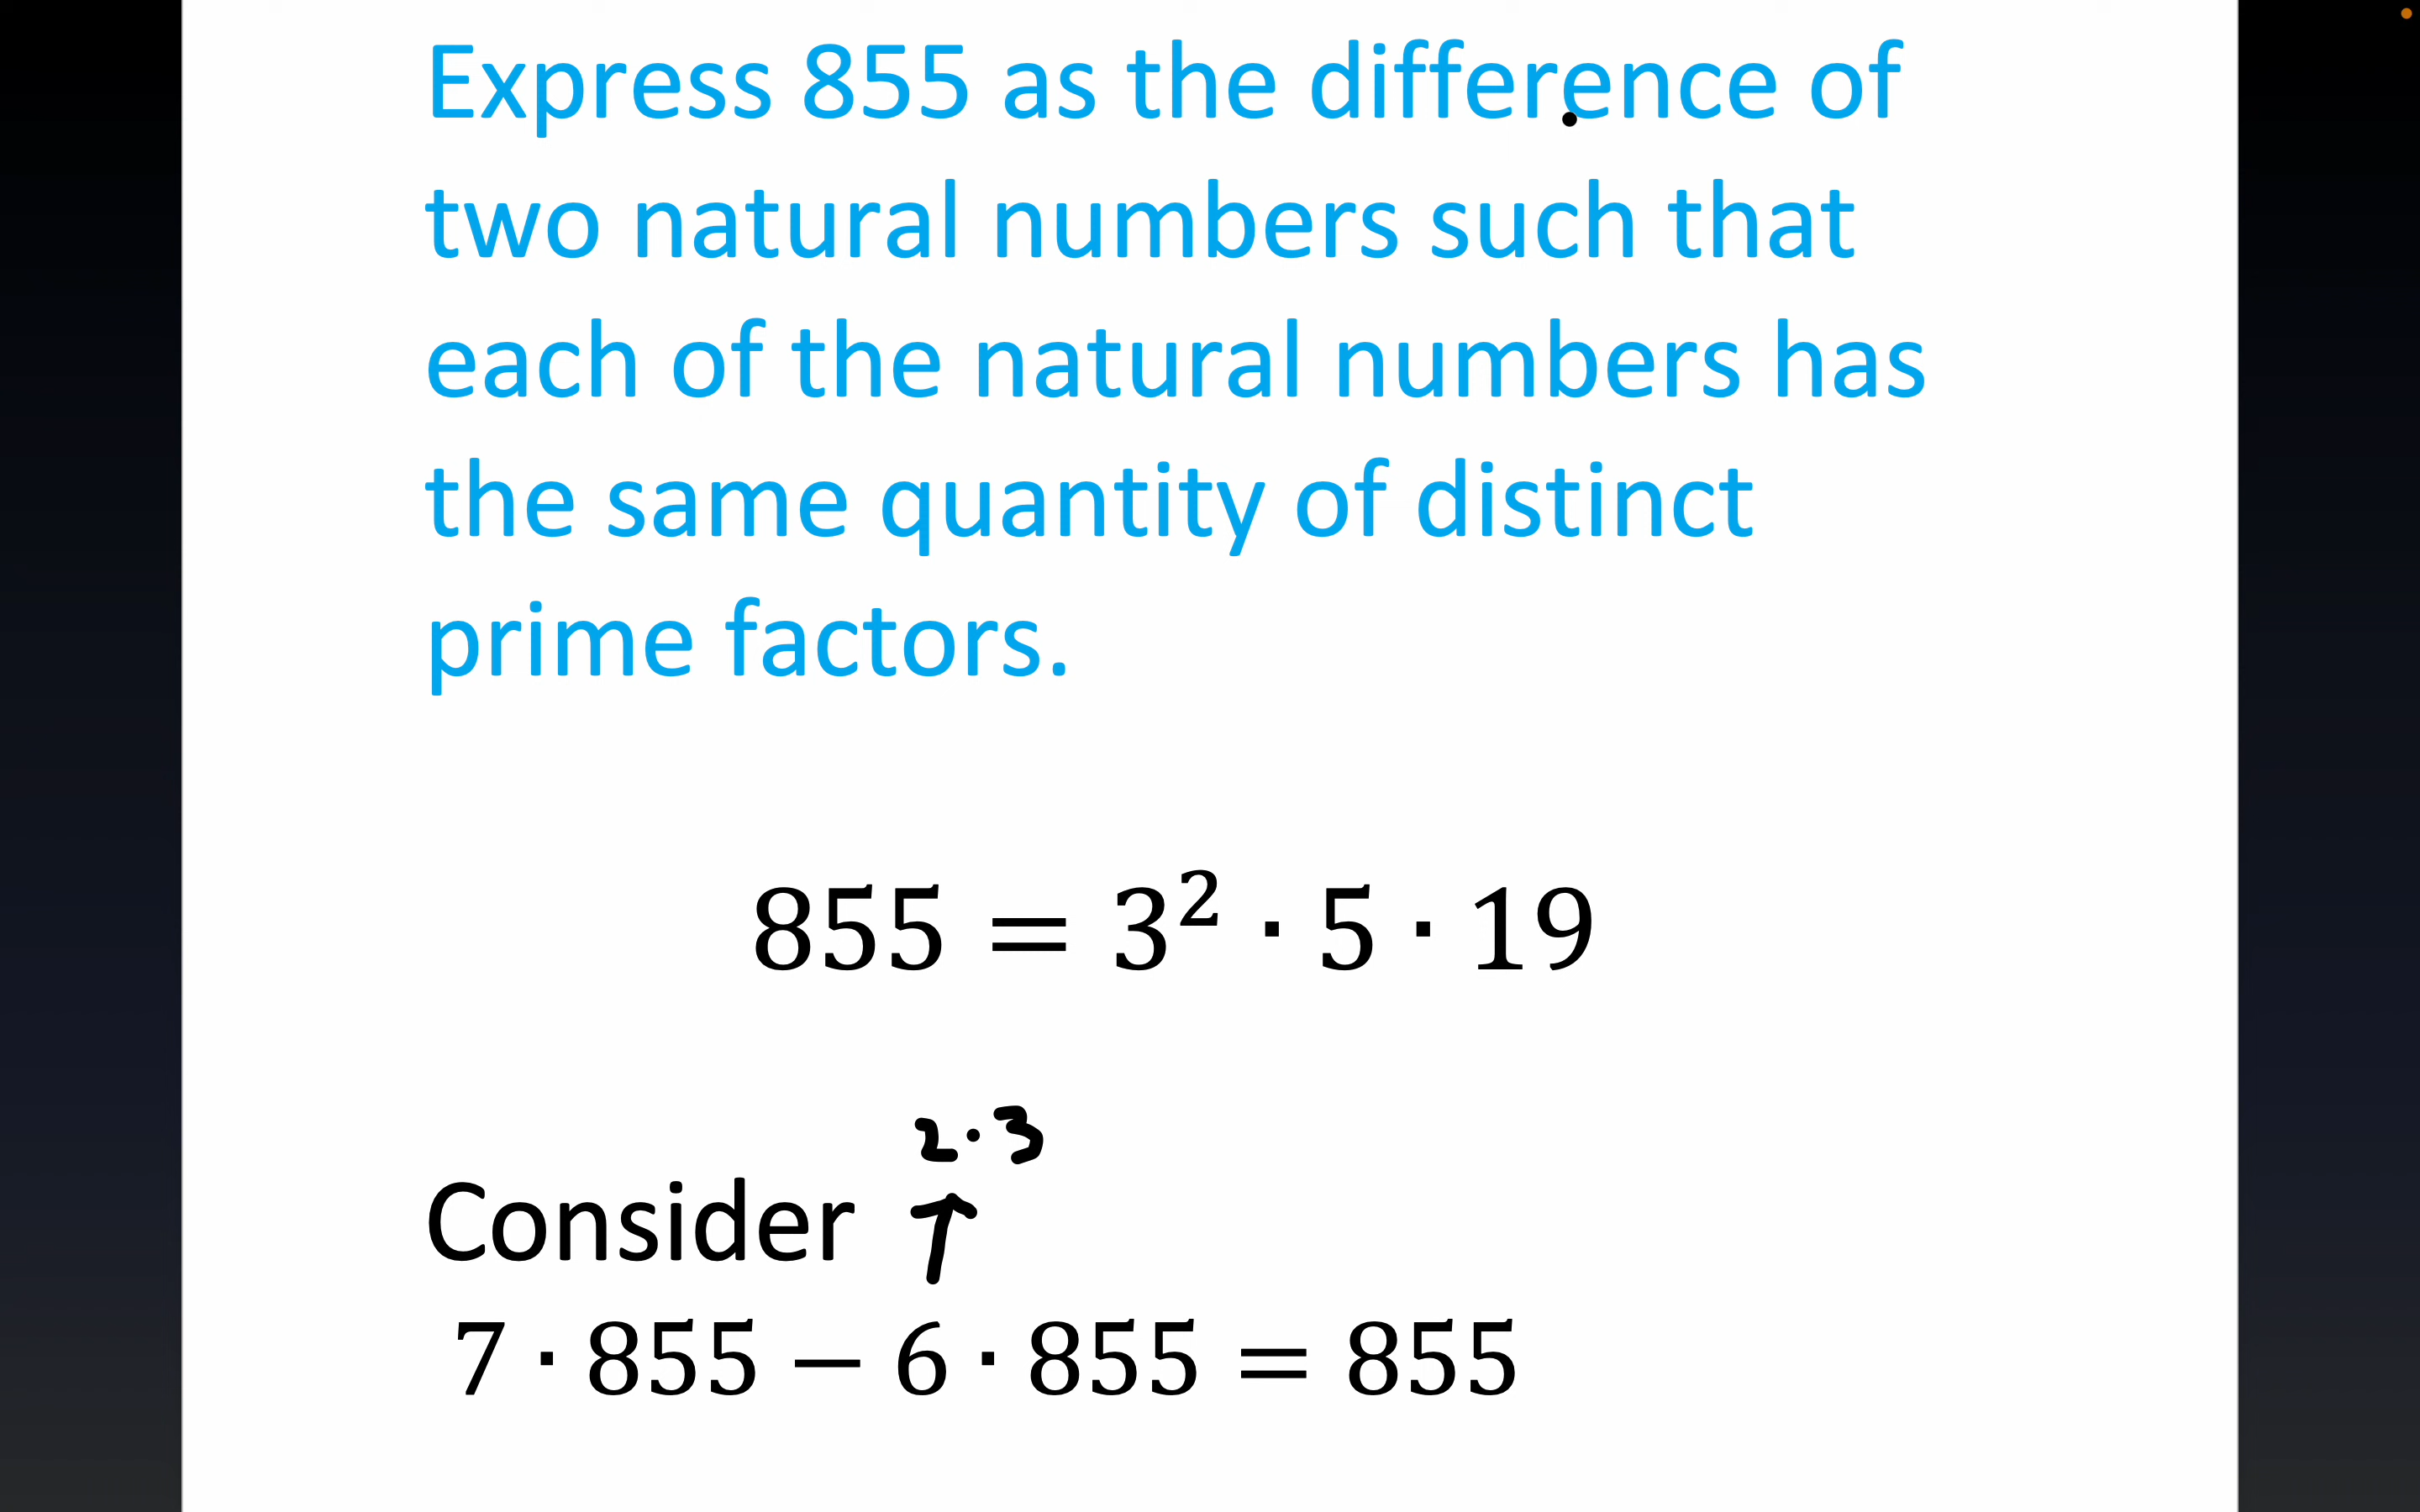 Express 855 as the difference of
two natural numbers such that
each of the natural numbers has
the same quantity of distinct
prime factors.
855 = 3² · 5 · 19
2 · 3
Consider ↑
7 · 855 − 6 · 855 = 855